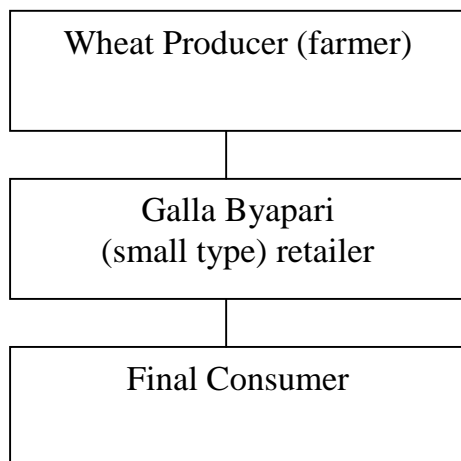 Wheat Producer (farmer)
Galla Byapari
(small type) retailer
Final Consumer